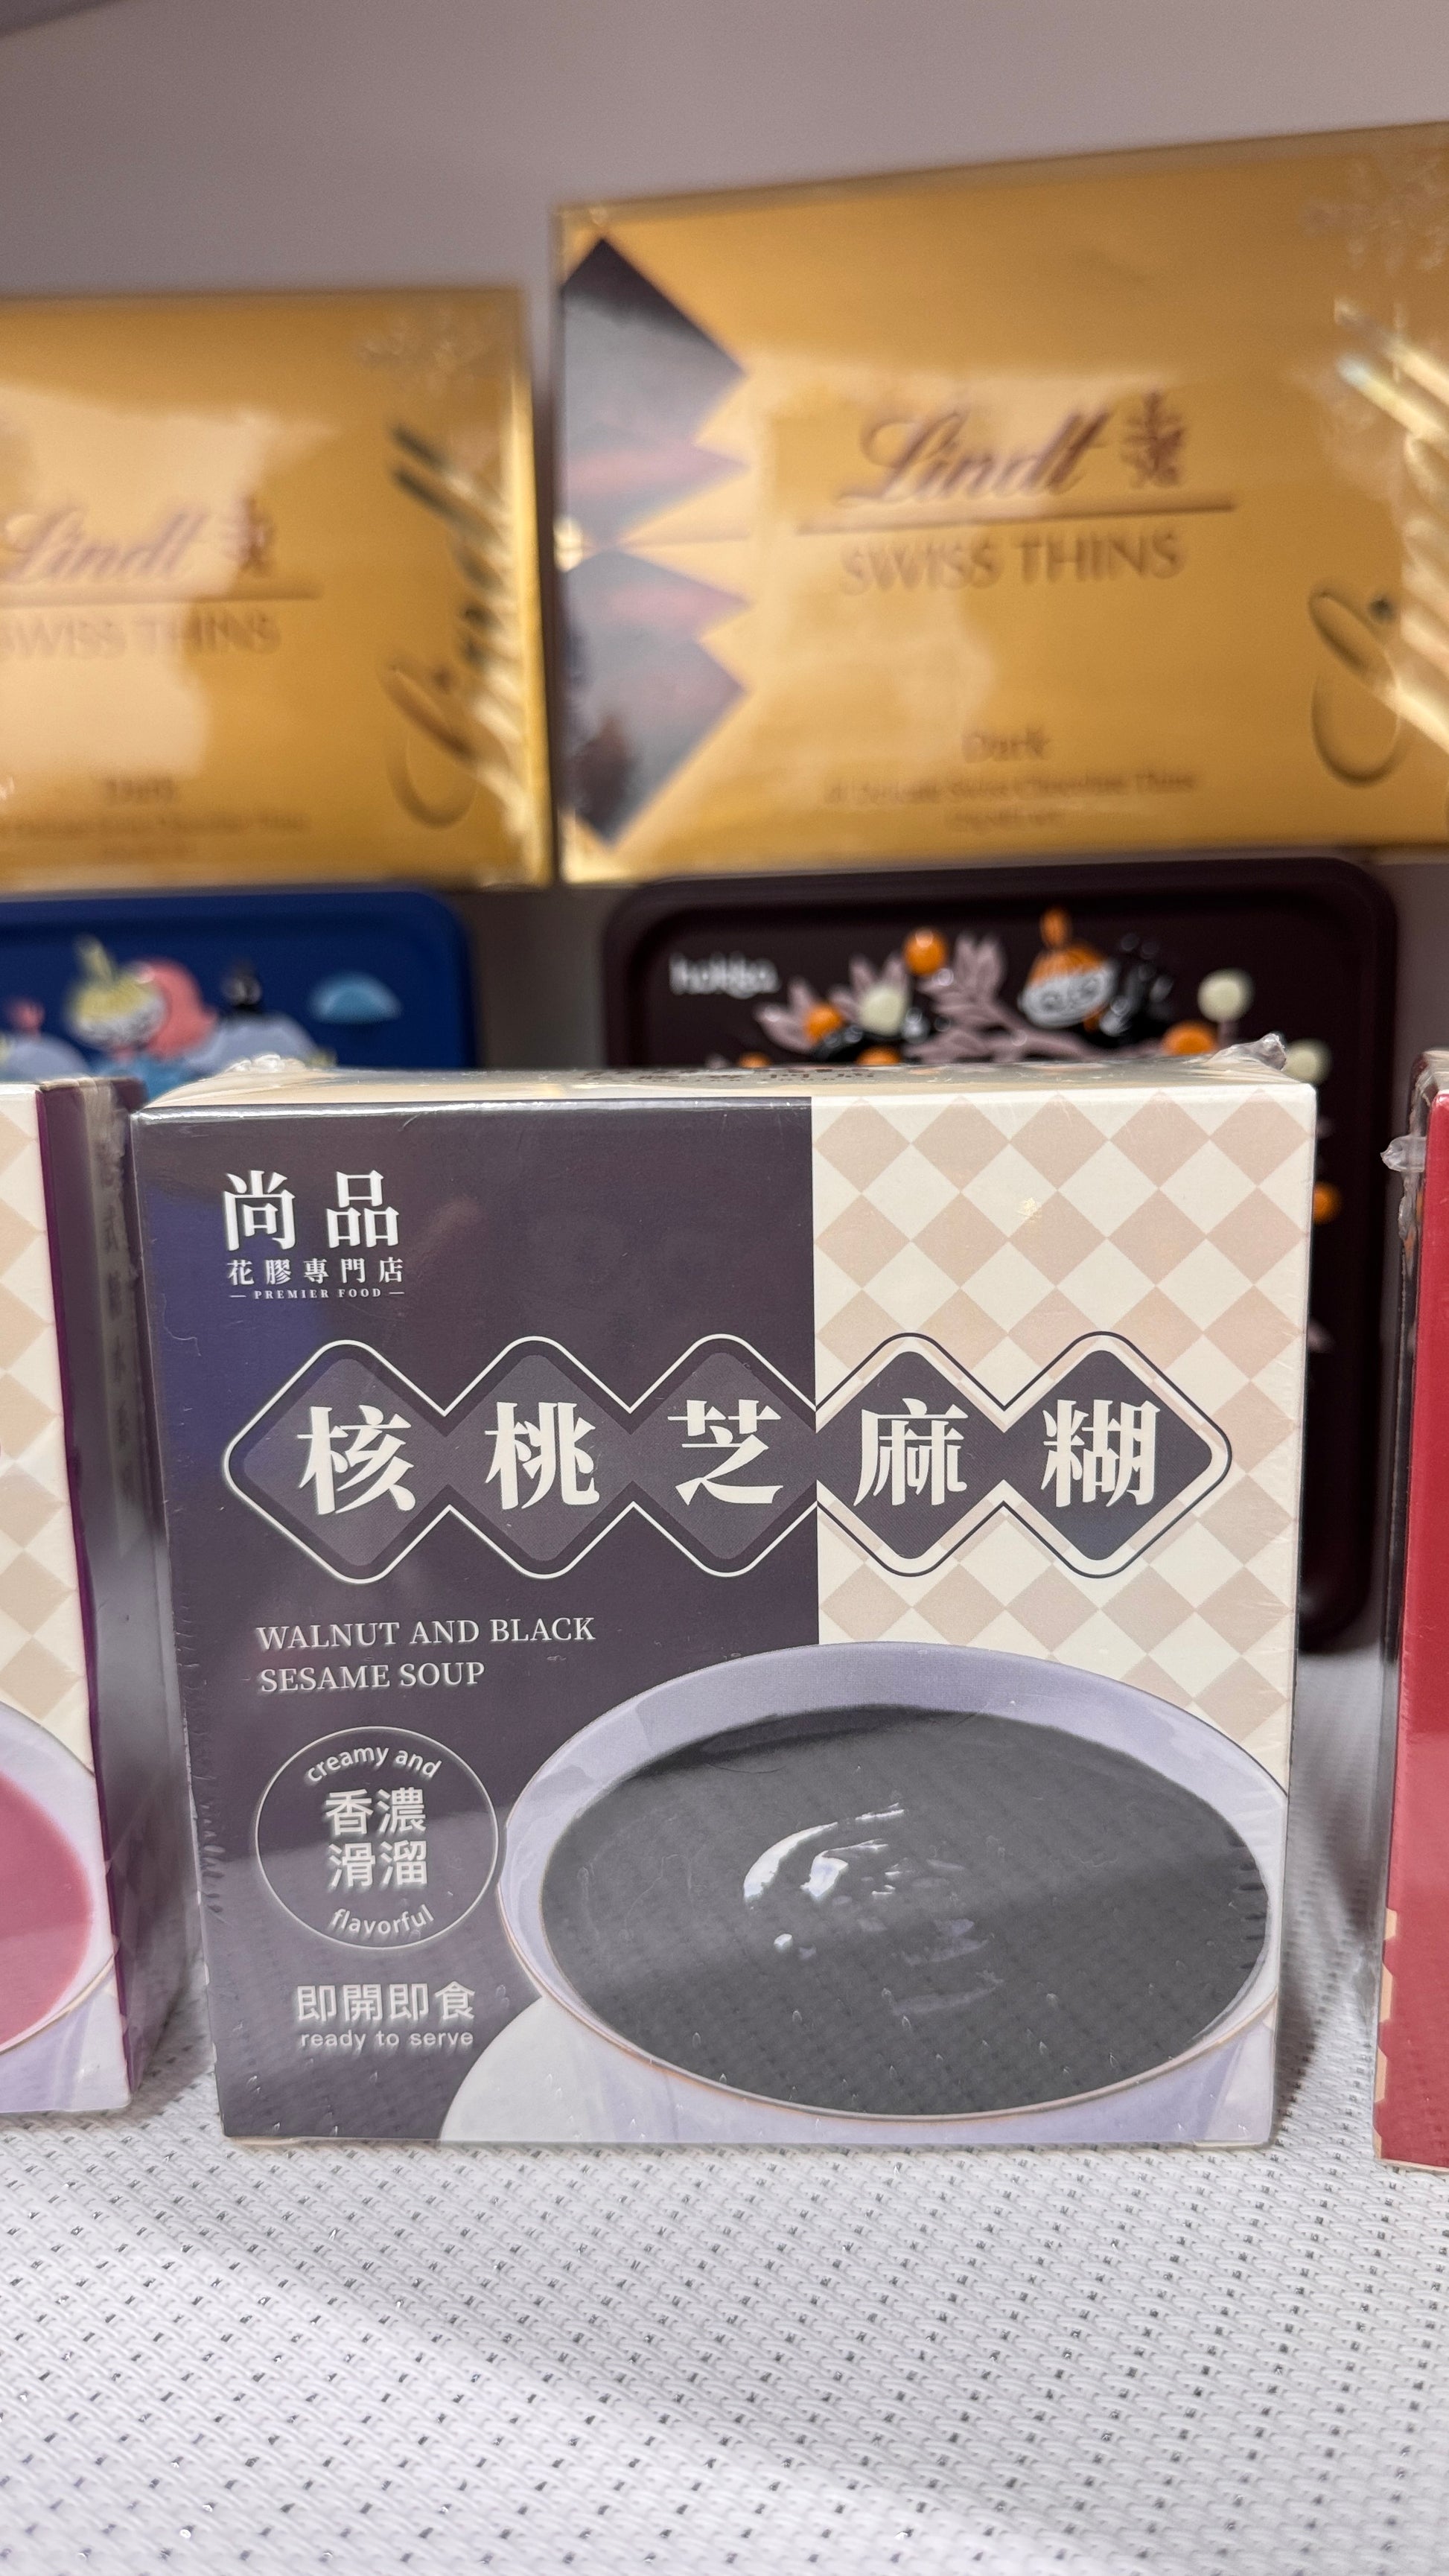 Lindt
SWISS THINS
Lindt
SWISS THINS
Dark
尚品
花膠專門店
PREMIER FOOD
核桃芝麻糊
WALNUT AND BLACK
SESAME SOUP
creamy and
香濃
滑溜
flavorful
即開即食
ready to serve